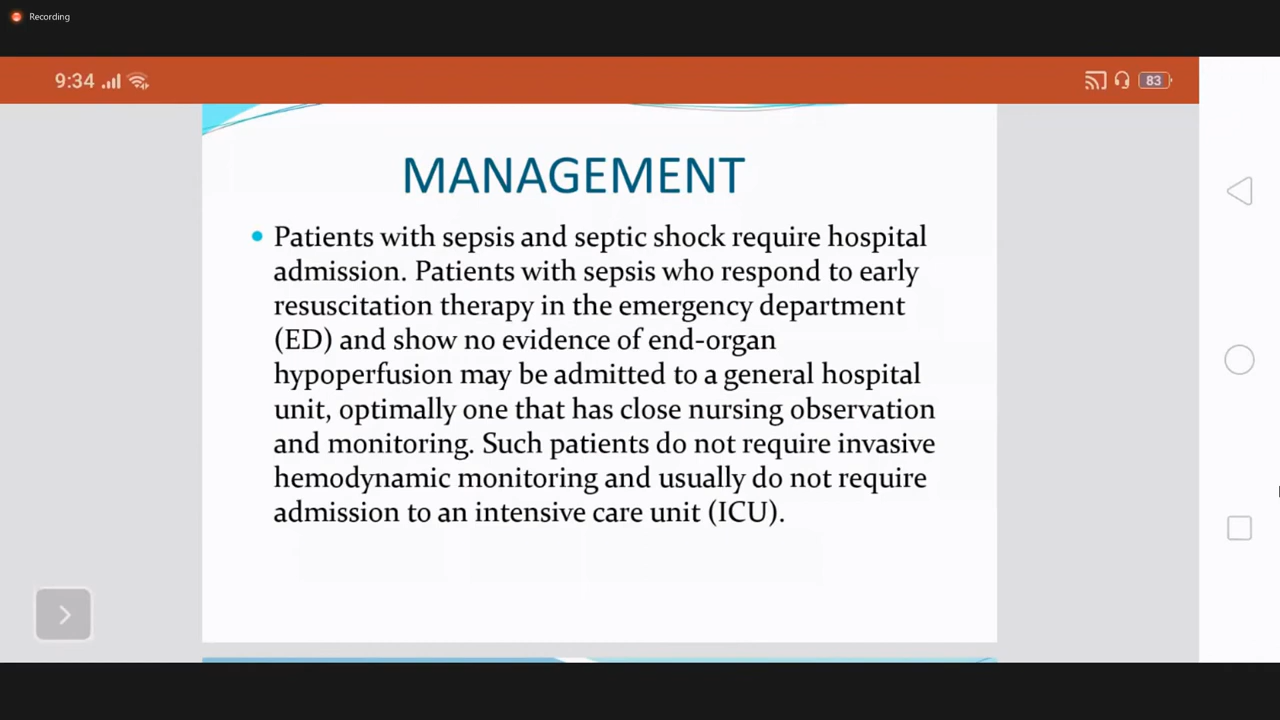 Recording
9:34
83
MANAGEMENT
• Patients with sepsis and septic shock require hospital
admission. Patients with sepsis who respond to early
resuscitation therapy in the emergency department
(ED) and show no evidence of end-organ
hypoperfusion may be admitted to a general hospital
unit, optimally one that has close nursing observation
and monitoring. Such patients do not require invasive
hemodynamic monitoring and usually do not require
admission to an intensive care unit (ICU).